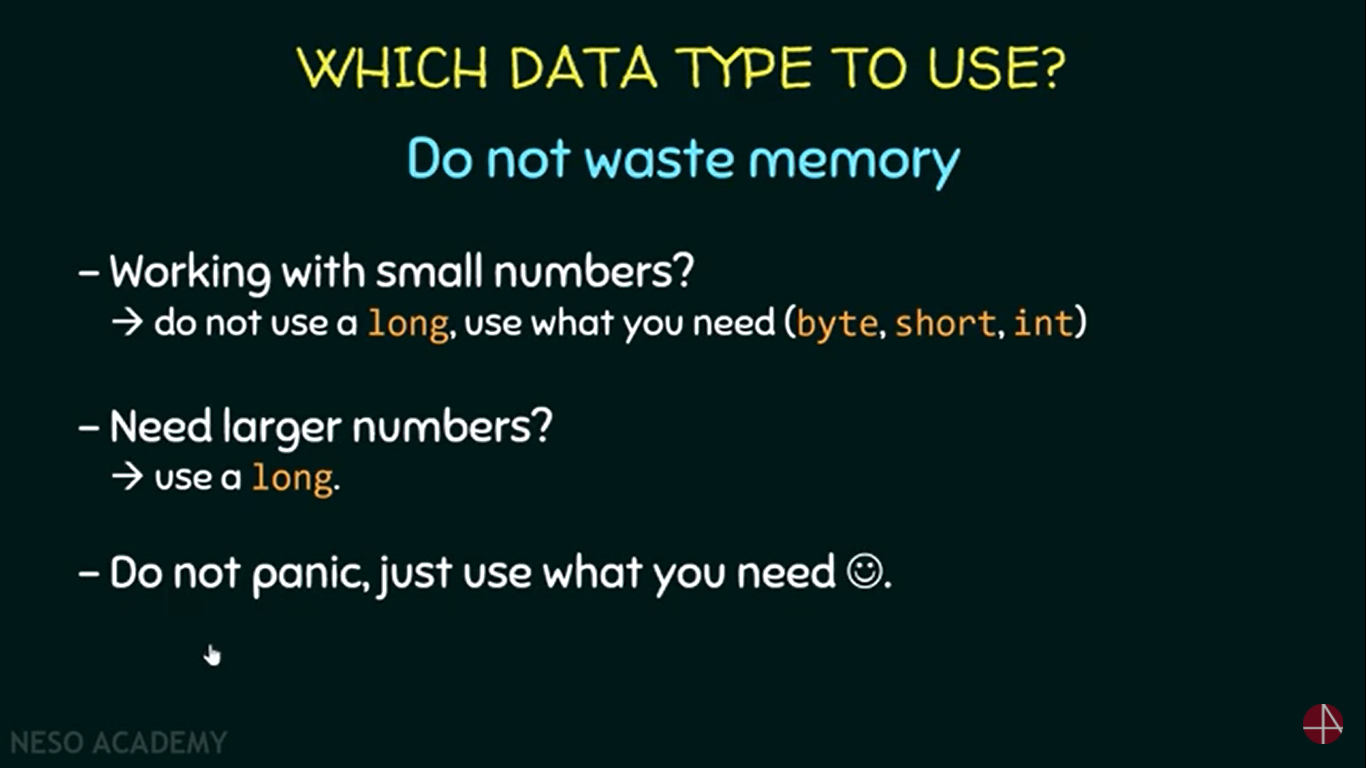 WHICH DATA TYPE TO USE?
Do not waste memory
– Working with small numbers?
→ do not use a long, use what you need (byte, short, int)
– Need larger numbers?
→ use a long.
– Do not panic, just use what you need ☺.
NESO ACADEMY